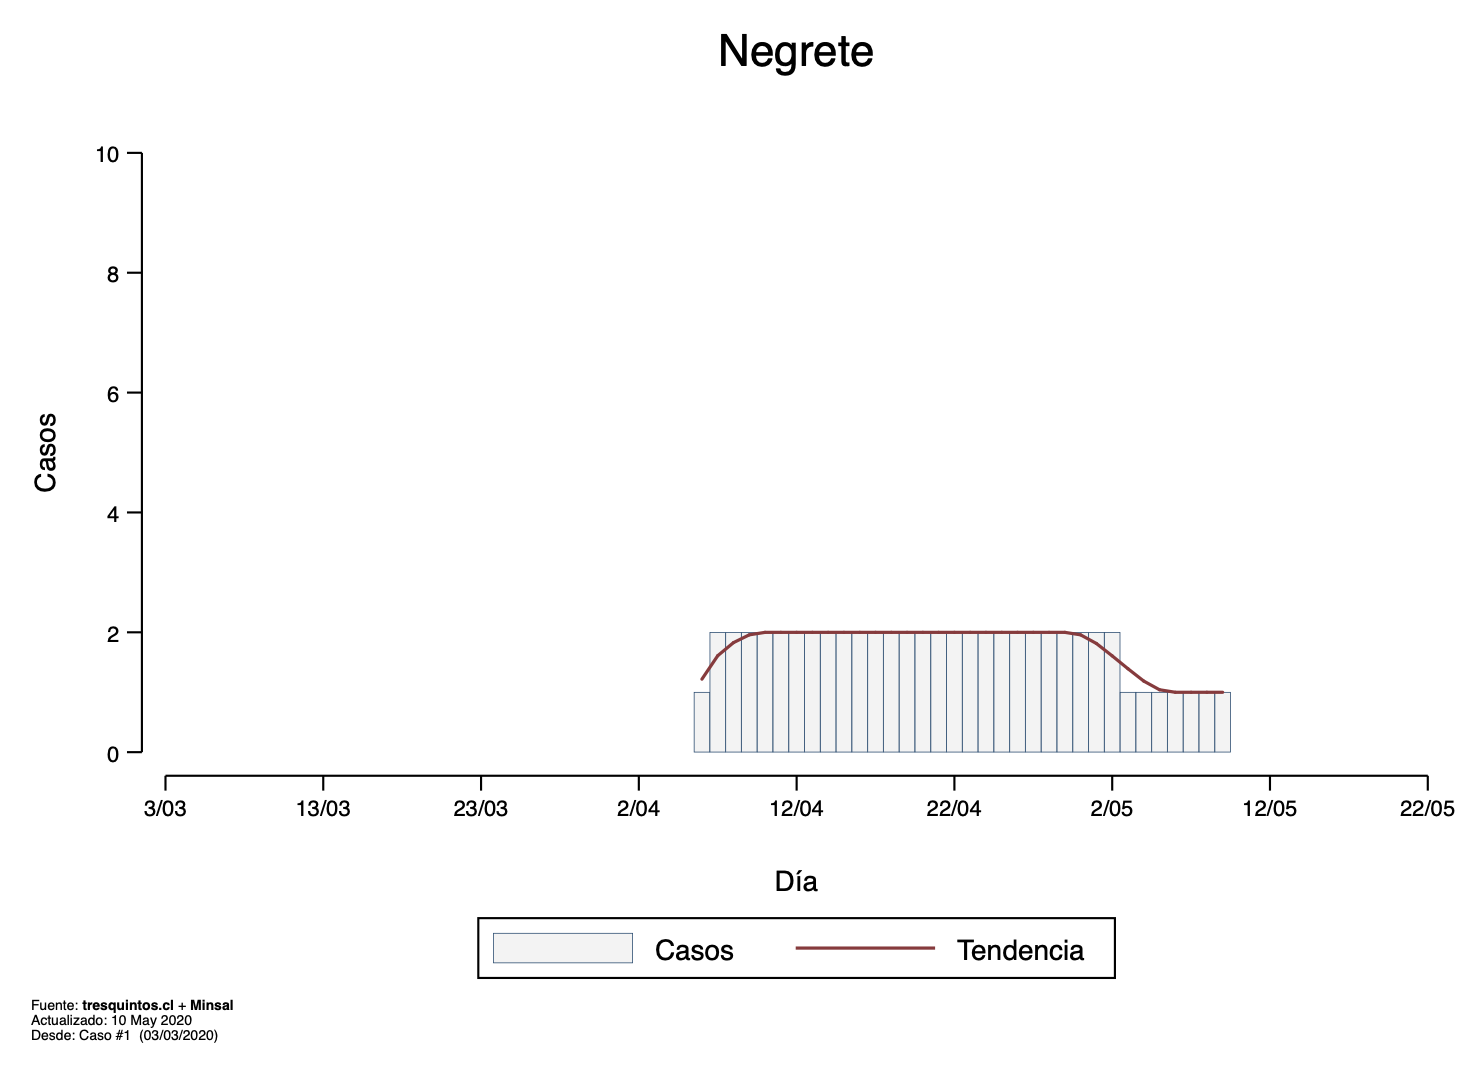 Negrete
10
8
6
4
2
0
Casos
3/03 13/03 23/03 2/04 12/04 22/04 2/05 12/05 22/05
Día
Casos Tendencia
Fuente: tresquintos.cl + Minsal
Actualizado: 10 May 2020
Desde: Caso #1 (03/03/2020)